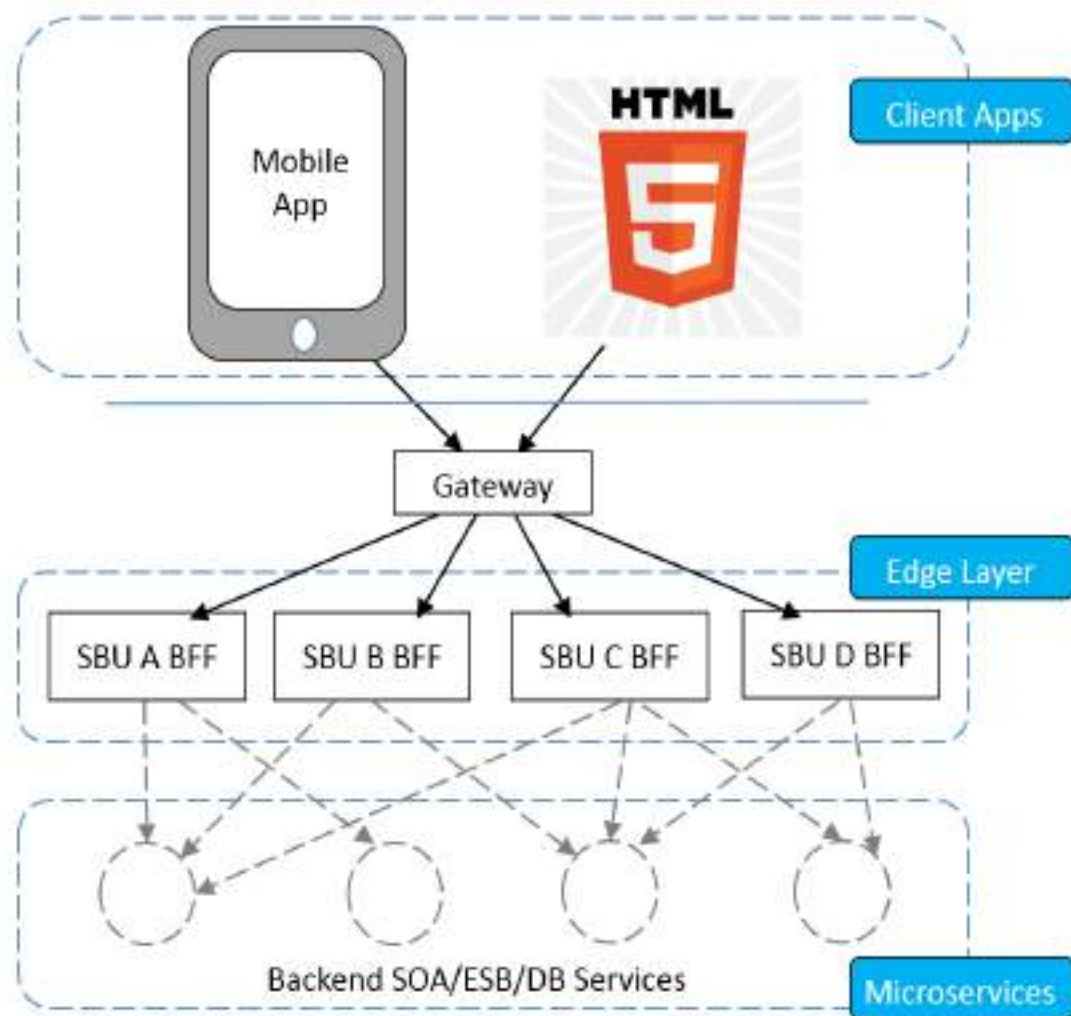 HTML
5
Client Apps
Mobile
App
Gateway
Edge Layer
SBU A BFF
SBU B BFF
SBU C BFF
SBU D BFF
Backend SOA/ESB/DB Services
Microservices